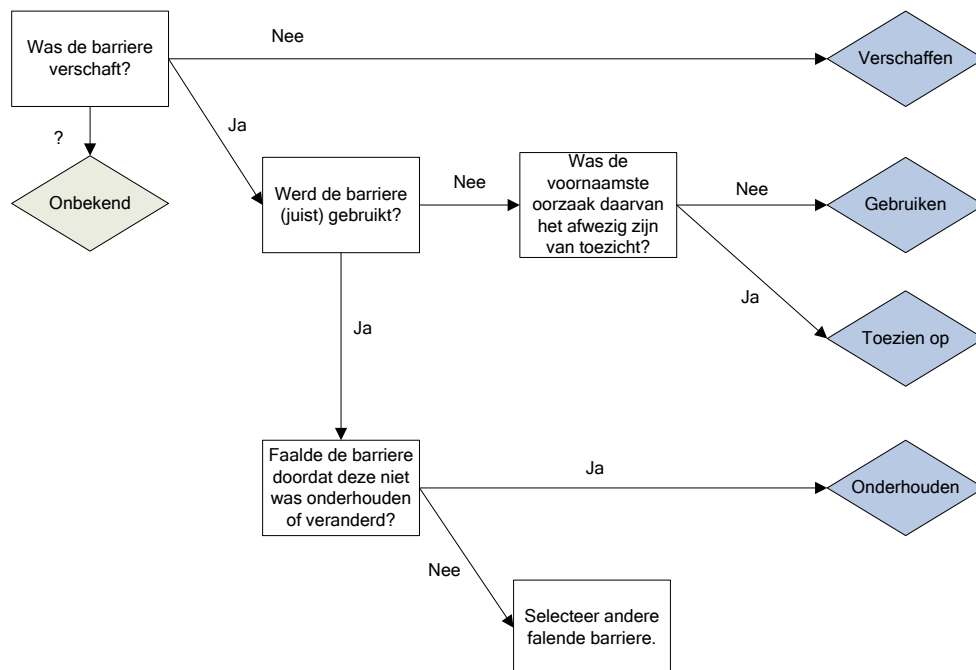 Was de barriere
verschaft?
Nee
Verschaffen
?
Ja
Onbekend
Werd de barriere
(juist) gebruikt?
Nee
Was de
voornaamste
oorzaak daarvan
het afwezig zijn
van toezicht?
Nee
Gebruiken
Ja
Toezien op
Ja
Faalde de barriere
doordat deze niet
was onderhouden
of veranderd?
Ja
Onderhouden
Nee
Selecteer andere
falende barriere.